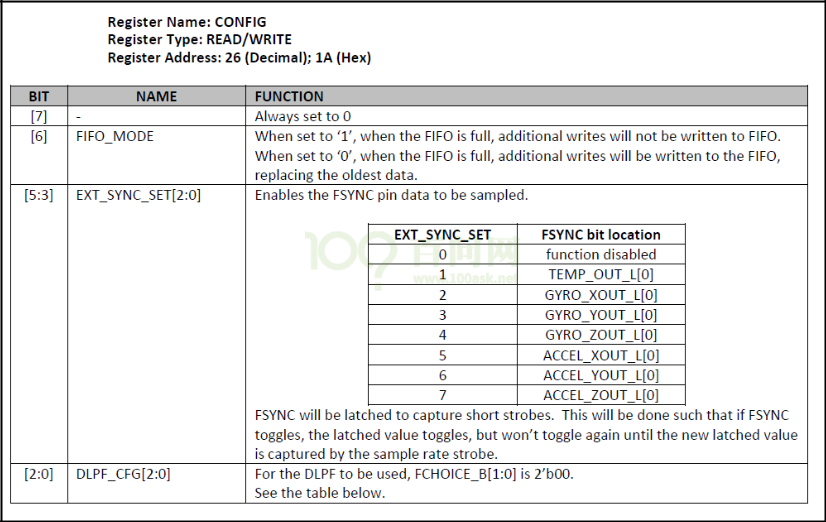 Register Name: CONFIG
Register Type: READ/WRITE
Register Address: 26 (Decimal); 1A (Hex)
BIT NAME FUNCTION
[7] - Always set to 0
[6] FIFO_MODE When set to ‘1’, when the FIFO is full, additional writes will not be written to FIFO.
When set to ‘0’, when the FIFO is full, additional writes will be written to the FIFO,
replacing the oldest data.
[5:3] EXT_SYNC_SET[2:0] Enables the FSYNC pin data to be sampled.
EXT_SYNC_SET FSYNC bit location
0 function disabled
1 TEMP_OUT_L[0]
2 GYRO_XOUT_L[0]
3 GYRO_YOUT_L[0]
4 GYRO_ZOUT_L[0]
5 ACCEL_XOUT_L[0]
6 ACCEL_YOUT_L[0]
7 ACCEL_ZOUT_L[0]
100 百问网
www.100ask.net
FSYNC will be latched to capture short strobes. This will be done such that if FSYNC
toggles, the latched value toggles, but won’t toggle again until the new latched value
is captured by the sample rate strobe.
[2:0] DLPF_CFG[2:0] For the DLPF to be used, FCHOICE_B[1:0] is 2’b00.
See the table below.